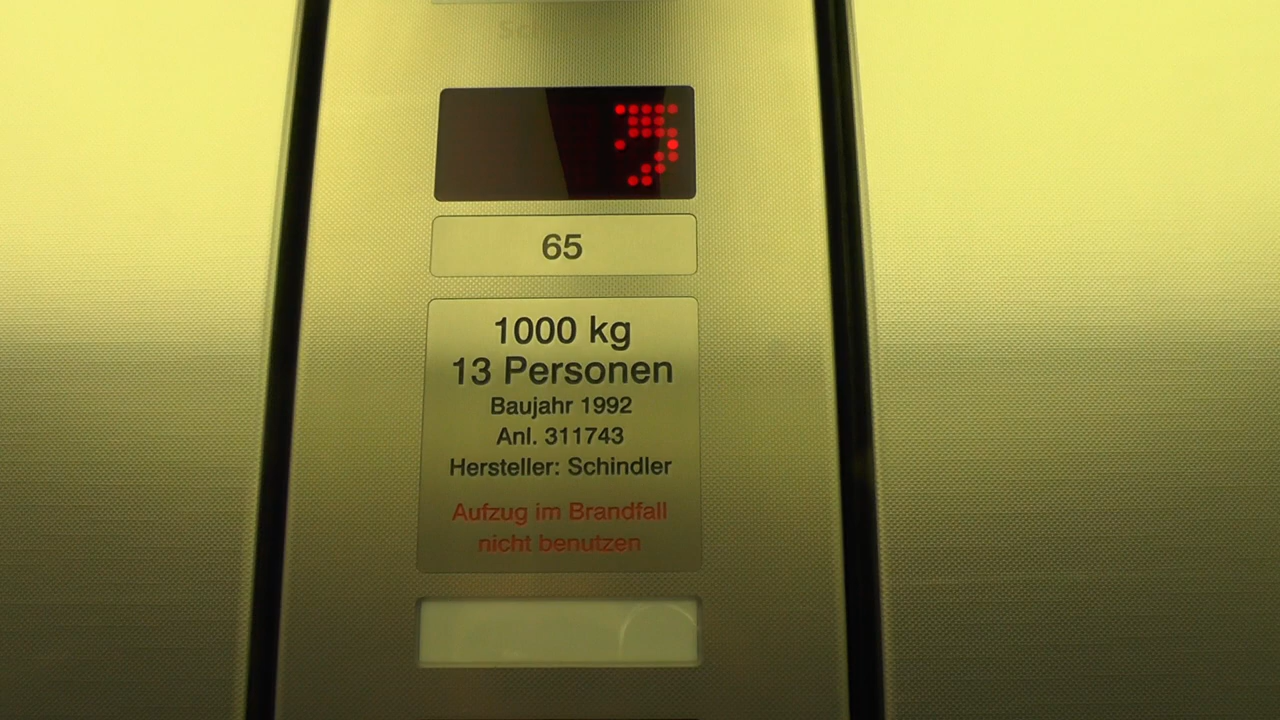 65
1000 kg
13 Personen
Baujahr 1992
Anl. 311743
Hersteller: Schindler
Aufzug im Brandfall
nicht benutzen